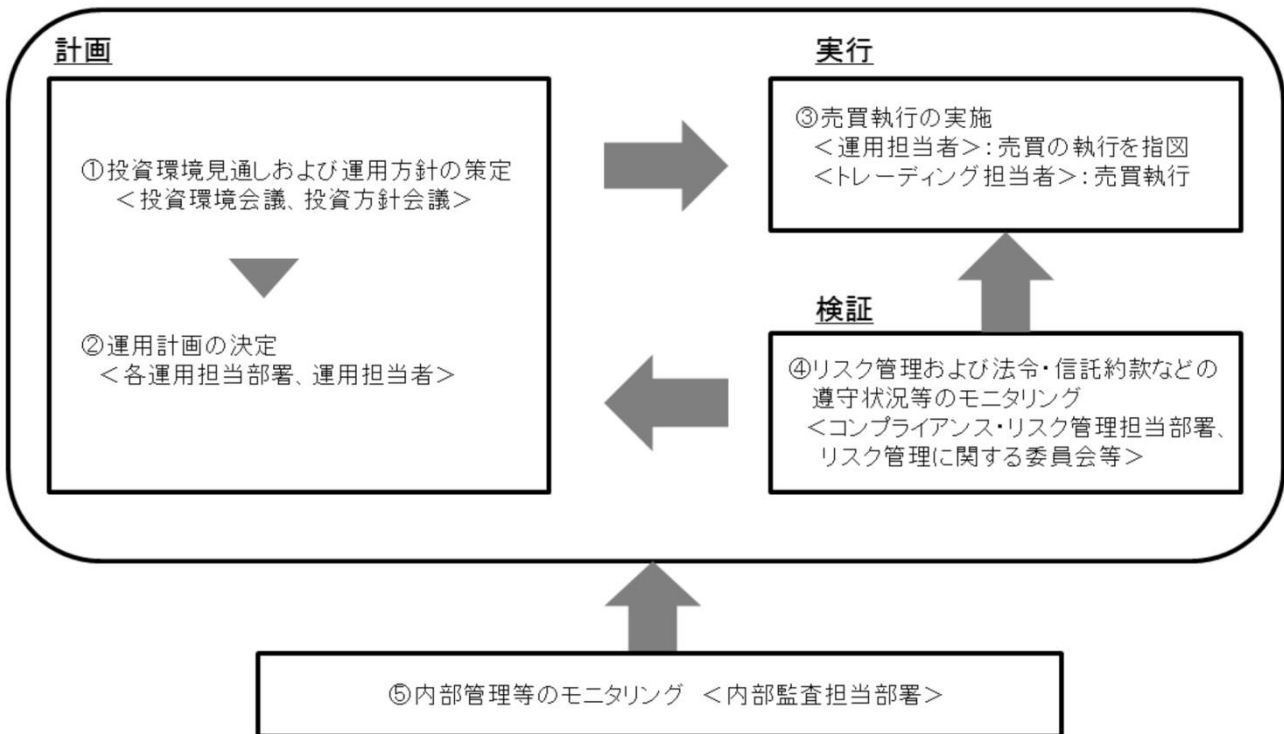 計画
①投資環境見通しおよび運用方針の策定
＜投資環境会議、投資方針会議＞
②運用計画の決定
＜各運用担当部署、運用担当者＞
実行
③売買執行の実施
＜運用担当者＞：売買の執行を指図
＜トレーディング担当者＞：売買執行
検証
④リスク管理および法令・信託約款などの
遵守状況等のモニタリング
＜コンプライアンス・リスク管理担当部署、
リスク管理に関する委員会等＞
⑤内部管理等のモニタリング ＜内部監査担当部署＞